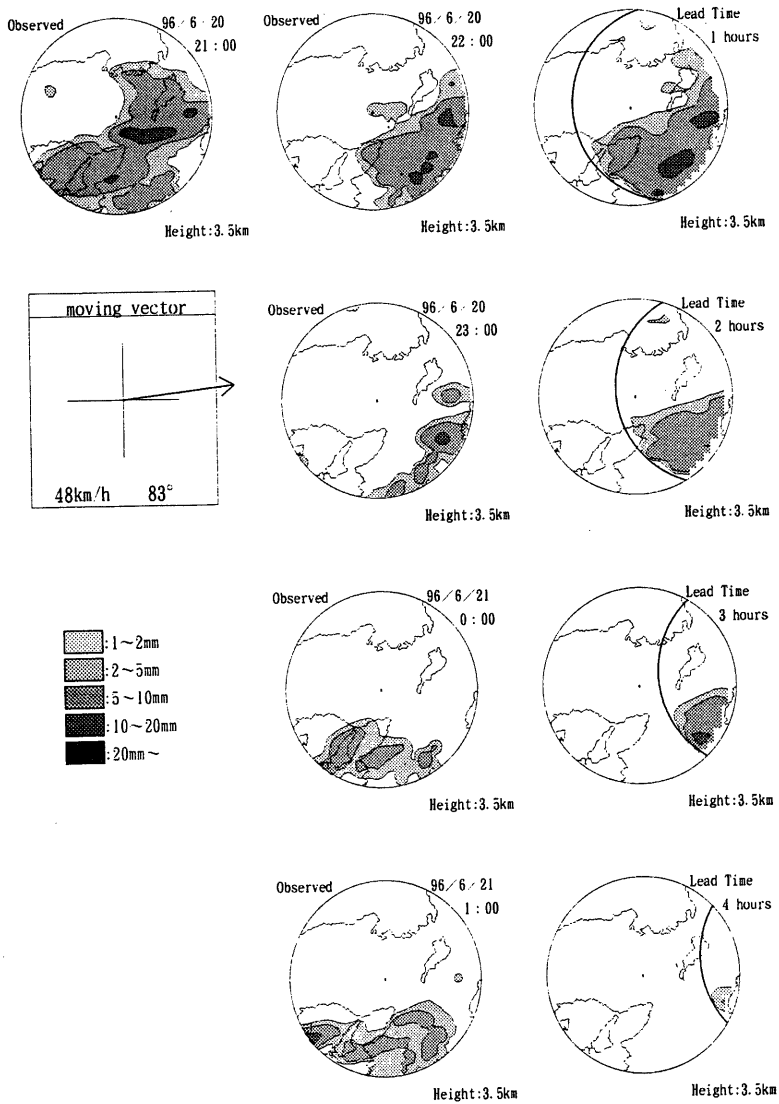 Observed 96/6/20
21:00
Height:3.5km
Observed 96/6/20
22:00
Height:3.5km
Lead Time
1 hours
Height:3.5km
moving vector
48km/h 83°
Observed 96/6/20
23:00
Height:3.5km
Lead Time
2 hours
Height:3.5km
:1~2mm
:2~5mm
:5~10mm
:10~20mm
:20mm~
Observed 96/6/21
0:00
Height:3.5km
Lead Time
3 hours
Height:3.5km
Observed 96/6/21
1:00
Height:3.5km
Lead Time
4 hours
Height:3.5km